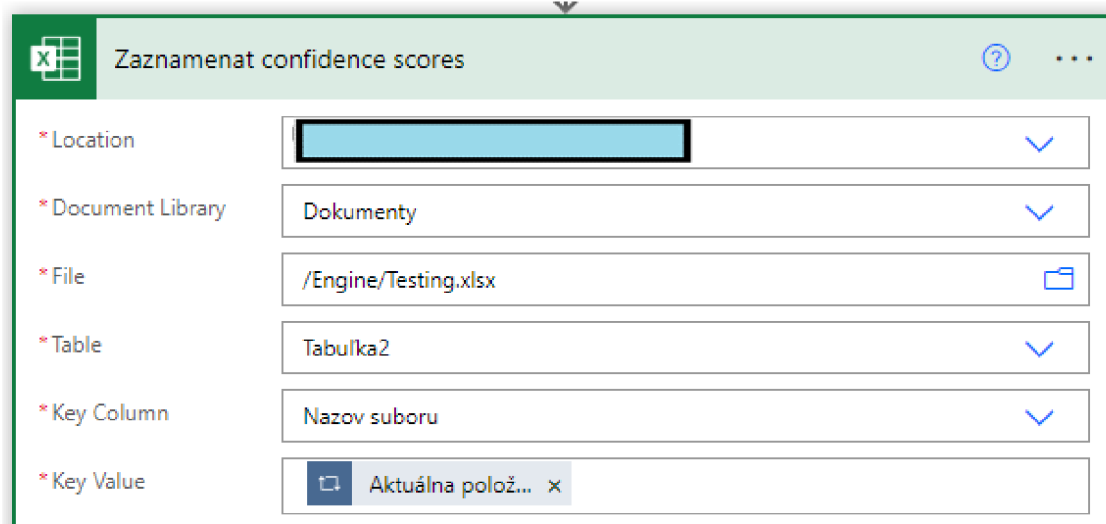 Zaznamenat confidence scores
* Location
* Document Library Dokumenty
* File /Engine/Testing.xlsx
* Table Tabuľka2
* Key Column Nazov suboru
* Key Value Aktuálna polož... ×